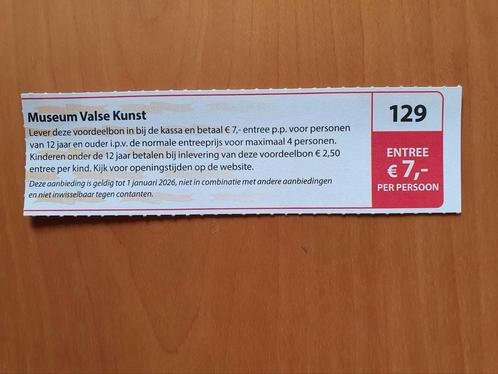 Museum Valse Kunst
Lever deze voordeelbon in bij de kassa en betaal € 7,- entree p.p. voor personen
van 12 jaar en ouder i.p.v. de normale entreeprijs voor maximaal 4 personen.
Kinderen onder de 12 jaar betalen bij inlevering van deze voordeelbon € 2,50
entree per kind. Kijk voor openingstijden op de website.
Deze aanbieding is geldig tot 1 januari 2026, niet in combinatie met andere aanbiedingen
en niet inwisselbaar tegen contanten.
129
ENTREE
€ 7,-
PER PERSOON